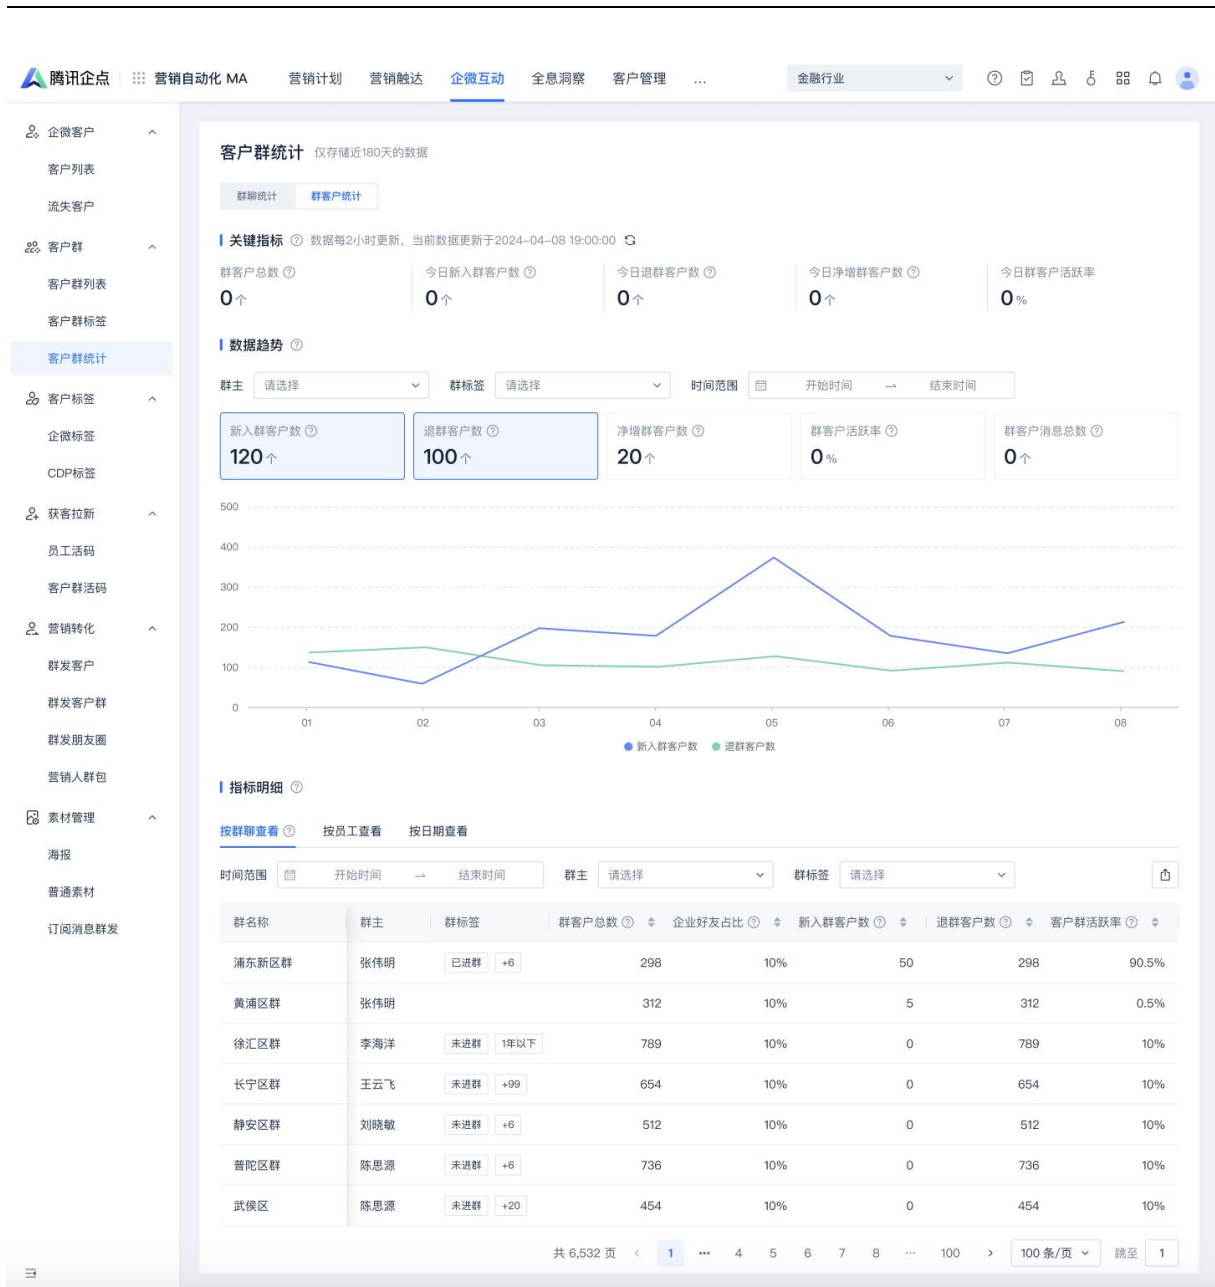 腾讯企点 营销自动化 MA 营销计划 营销触达 企微互动 全息洞察 客户管理 ... 金融行业
企微客户
客户列表
流失客户
客户群
客户群列表
客户群标签
客户群统计
客户标签
企微标签
CDP标签
获客拉新
员工活码
客户群活码
营销转化
群发客户
群发客户群
群发朋友圈
营销人群包
素材管理
海报
普通素材
订阅消息群发
客户群统计 仅存储近180天的数据
群聊统计 群客户统计
关键指标 数据每2小时更新，当前数据更新于2024-04-08 19:00:00
群客户总数 今日新入群客户数 今日退群客户数 今日净增群客户数 今日群客户活跃率
0个 0个 0个 0个 0%
数据趋势
群主 请选择 群标签 请选择 时间范围 开始时间 → 结束时间
新入群客户数 退群客户数 净增群客户数 群客户活跃率 群客户消息总数
120个 100个 20个 0% 0个
500
400
300
200
100
0
01 02 03 04 05 06 07 08
新入群客户数 退群客户数
指标明细
按群聊查看 按员工查看 按日期查看
时间范围 开始时间 → 结束时间 群主 请选择 群标签 请选择
群名称 群主 群标签 群客户总数 企业好友占比 新入群客户数 退群客户数 客户群活跃率
浦东新区群 张伟明 已进群 +6 298 10% 50 298 90.5%
黄浦区群 张伟明 312 10% 5 312 0.5%
徐汇区群 李海洋 未进群 1年以下 789 10% 0 789 10%
长宁区群 王云飞 未进群 +99 654 10% 0 654 10%
静安区群 刘晓敏 未进群 +6 512 10% 0 512 10%
普陀区群 陈思源 未进群 +6 736 10% 0 736 10%
武侯区 陈思源 未进群 +20 454 10% 0 454 10%
共 6,532 页 < 1 ··· 4 5 6 7 8 ··· 100 > 100 条/页 跳至 1